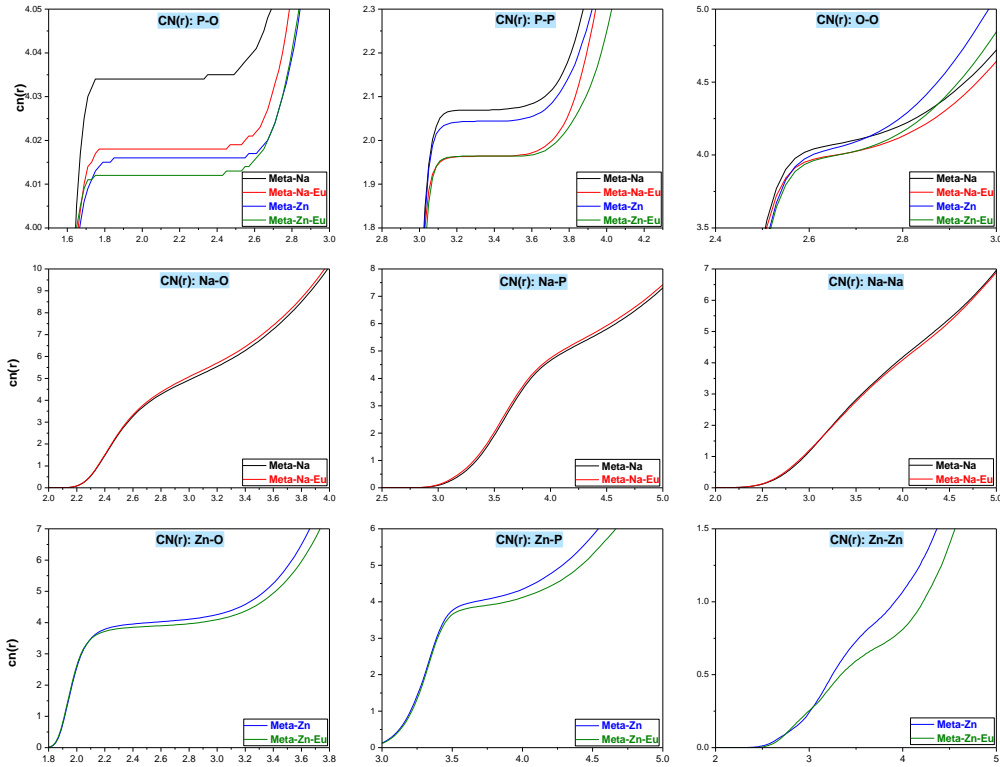 CN(r): P-O
cn(r)
4.05
4.04
4.03
4.02
4.01
4.00
1.6 1.8 2.0 2.2 2.4 2.6 2.8 3.0
Meta-Na
Meta-Na-Eu
Meta-Zn
Meta-Zn-Eu
CN(r): P-P
2.3
2.2
2.1
2.0
1.9
1.8
2.8 3.0 3.2 3.4 3.6 3.8 4.0 4.2
Meta-Na
Meta-Na-Eu
Meta-Zn
Meta-Zn-Eu
CN(r): O-O
5.0
4.5
4.0
3.5
2.4 2.6 2.8 3.0
Meta-Na
Meta-Na-Eu
Meta-Zn
Meta-Zn-Eu
CN(r): Na-O
cn(r)
10
9
8
7
6
5
4
3
2
1
0
1.8 2.0 2.2 2.4 2.6 2.8 3.0 3.2 3.4 3.6 3.8 4.0
Meta-Na
Meta-Na-Eu
CN(r): Na-P
8
7
6
5
4
3
2
1
0
2.5 3.0 3.5 4.0 4.5 5.0
Meta-Na
Meta-Na-Eu
CN(r): Na-Na
7
6
5
4
3
2
1
0
2.0 2.5 3.0 3.5 4.0 4.5 5.0
Meta-Na
Meta-Na-Eu
CN(r): Zn-O
cn(r)
7
6
5
4
3
2
1
0
1.8 2.0 2.2 2.4 2.6 2.8 3.0 3.2 3.4 3.6 3.8
Meta-Zn
Meta-Zn-Eu
CN(r): Zn-P
6
5
4
3
2
1
0
3.0 3.5 4.0 4.5 5.0
Meta-Zn
Meta-Zn-Eu
CN(r): Zn-Zn
1.5
1.0
0.5
0.0
2 3 4 5
Meta-Zn
Meta-Zn-Eu